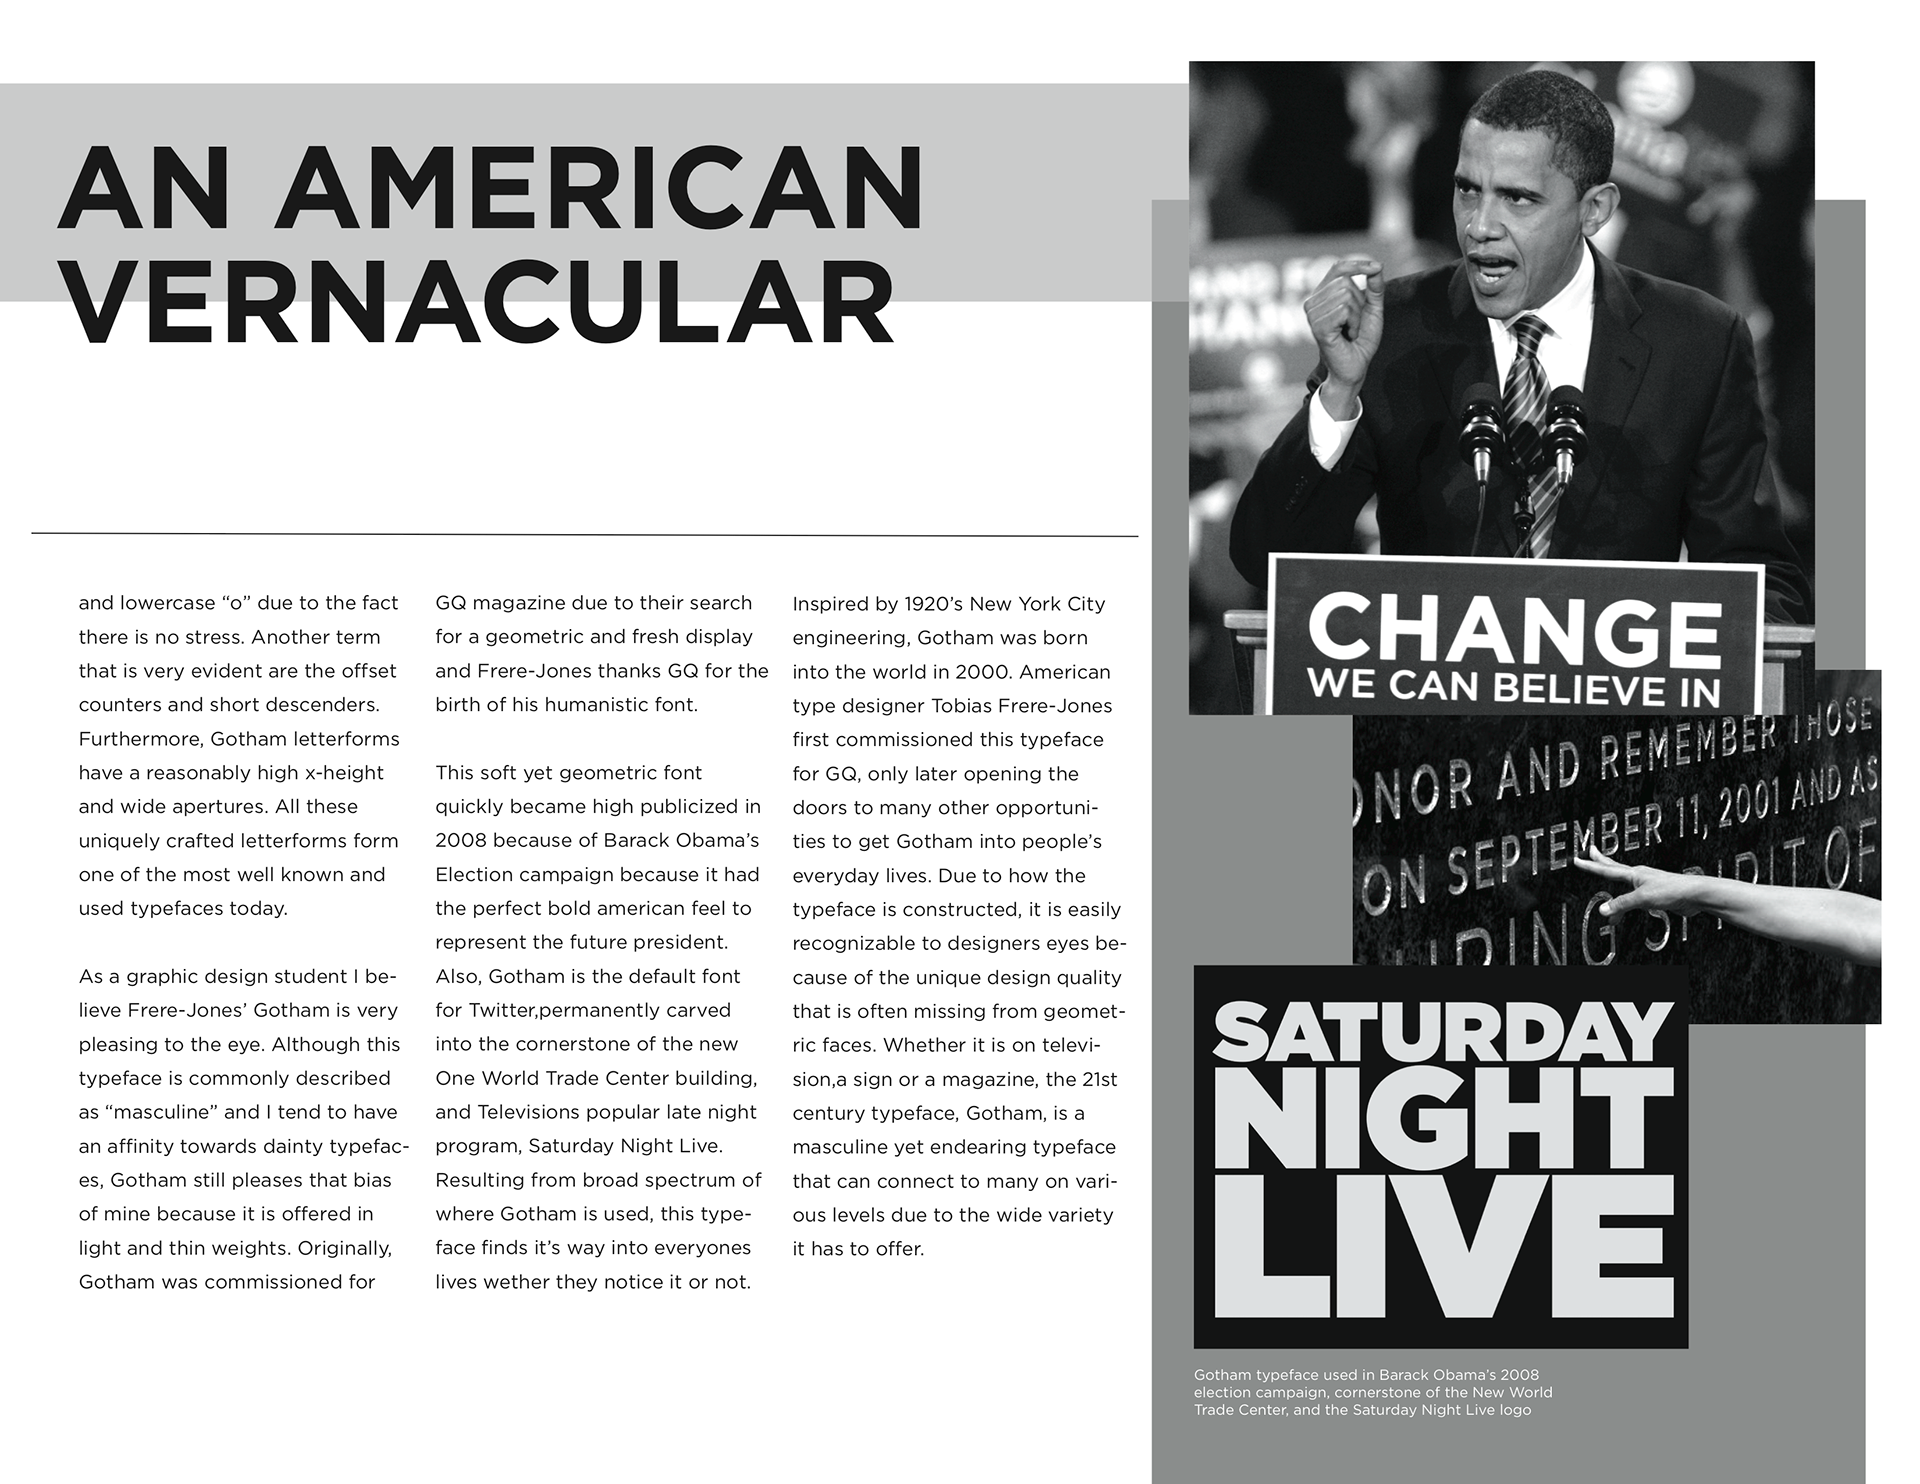 AN AMERICAN
VERNACULAR
and lowercase “o” due to the fact
there is no stress. Another term
that is very evident are the offset
counters and short descenders.
Furthermore, Gotham letterforms
have a reasonably high x-height
and wide apertures. All these
uniquely crafted letterforms form
one of the most well known and
used typefaces today.
As a graphic design student I be-
lieve Frere-Jones’ Gotham is very
pleasing to the eye. Although this
typeface is commonly described
as “masculine” and I tend to have
an affinity towards dainty typefac-
es, Gotham still pleases that bias
of mine because it is offered in
light and thin weights. Originally,
Gotham was commissioned for
GQ magazine due to their search
for a geometric and fresh display
and Frere-Jones thanks GQ for the
birth of his humanistic font.
This soft yet geometric font
quickly became high publicized in
2008 because of Barack Obama’s
Election campaign because it had
the perfect bold american feel to
represent the future president.
Also, Gotham is the default font
for Twitter,permanently carved
into the cornerstone of the new
One World Trade Center building,
and Televisions popular late night
program, Saturday Night Live.
Resulting from broad spectrum of
where Gotham is used, this type-
face finds it’s way into everyones
lives wether they notice it or not.
Inspired by 1920’s New York City
engineering, Gotham was born
into the world in 2000. American
type designer Tobias Frere-Jones
first commissioned this typeface
for GQ, only later opening the
doors to many other opportuni-
ties to get Gotham into people’s
everyday lives. Due to how the
typeface is constructed, it is easily
recognizable to designers eyes be-
cause of the unique design quality
that is often missing from geomet-
ric faces. Whether it is on televi-
sion,a sign or a magazine, the 21st
century typeface, Gotham, is a
masculine yet endearing typeface
that can connect to many on vari-
ous levels due to the wide variety
it has to offer.
CHANGE
WE CAN BELIEVE IN
ONOR AND REMEMBER THOSE
ON SEPTEMBER 11, 2001 AND AS
SPIRIT OF
SATURDAY
NIGHT
LIVE
Gotham typeface used in Barack Obama’s 2008
election campaign, cornerstone of the New World
Trade Center, and the Saturday Night Live logo